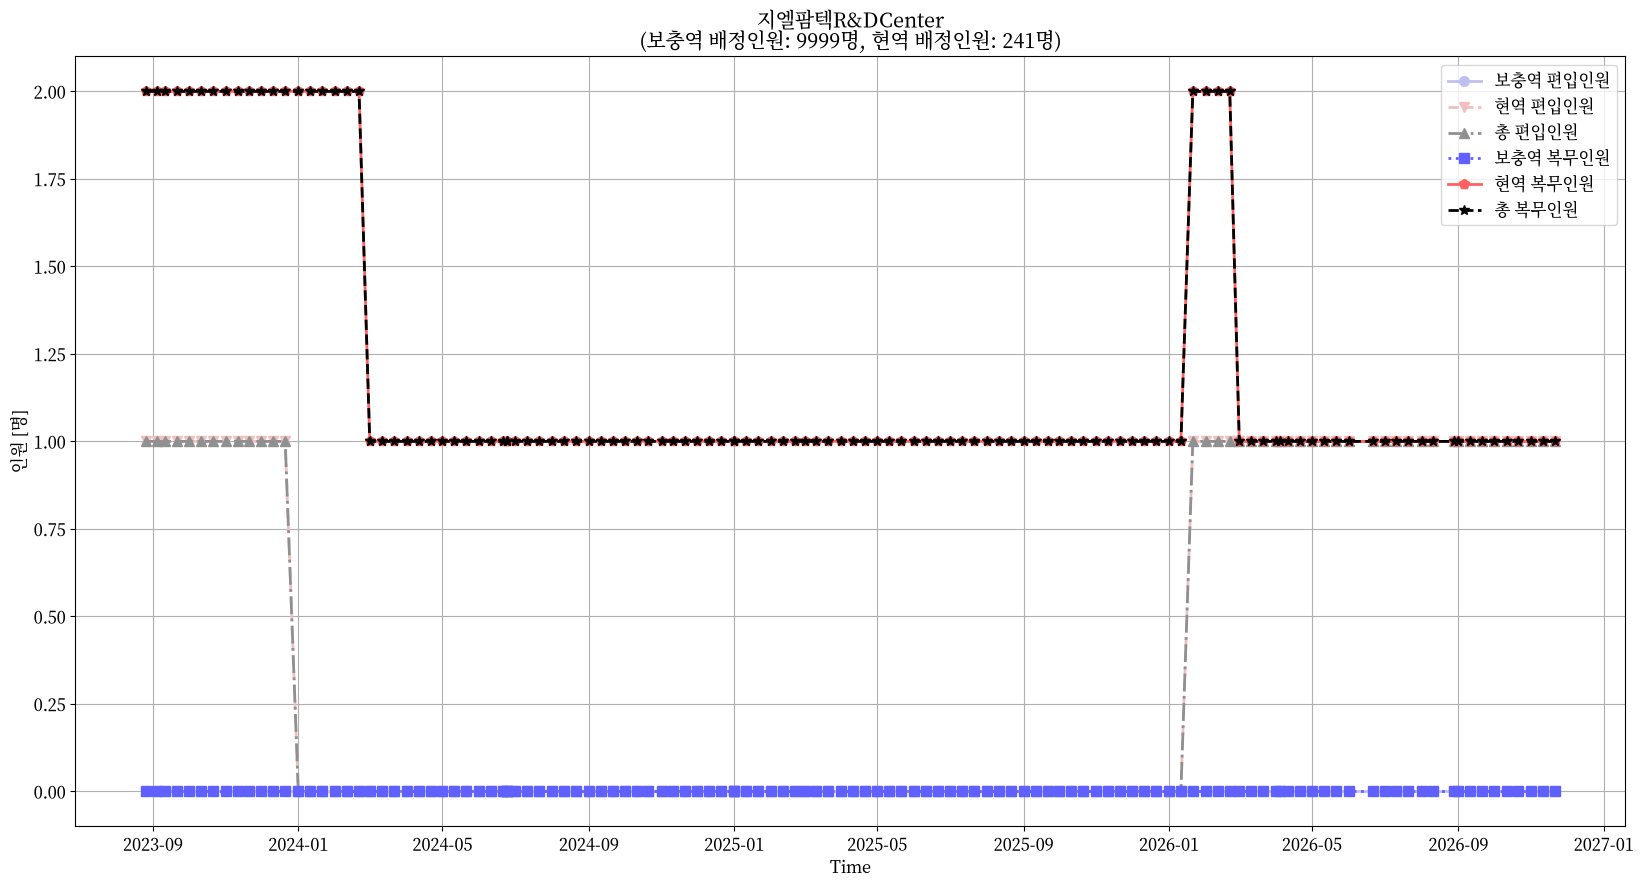 지엘팜텍R&DCenter
(보충역 배정인원: 9999명, 현역 배정인원: 241명)
보충역 편입인원
현역 편입인원
총 편입인원
보충역 복무인원
현역 복무인원
총 복무인원
인원 [명]
2.00
1.75
1.50
1.25
1.00
0.75
0.50
0.25
0.00
2023-09 2024-01 2024-05 2024-09 2025-01 2025-05 2025-09 2026-01 2026-05 2026-09 2027-01
Time